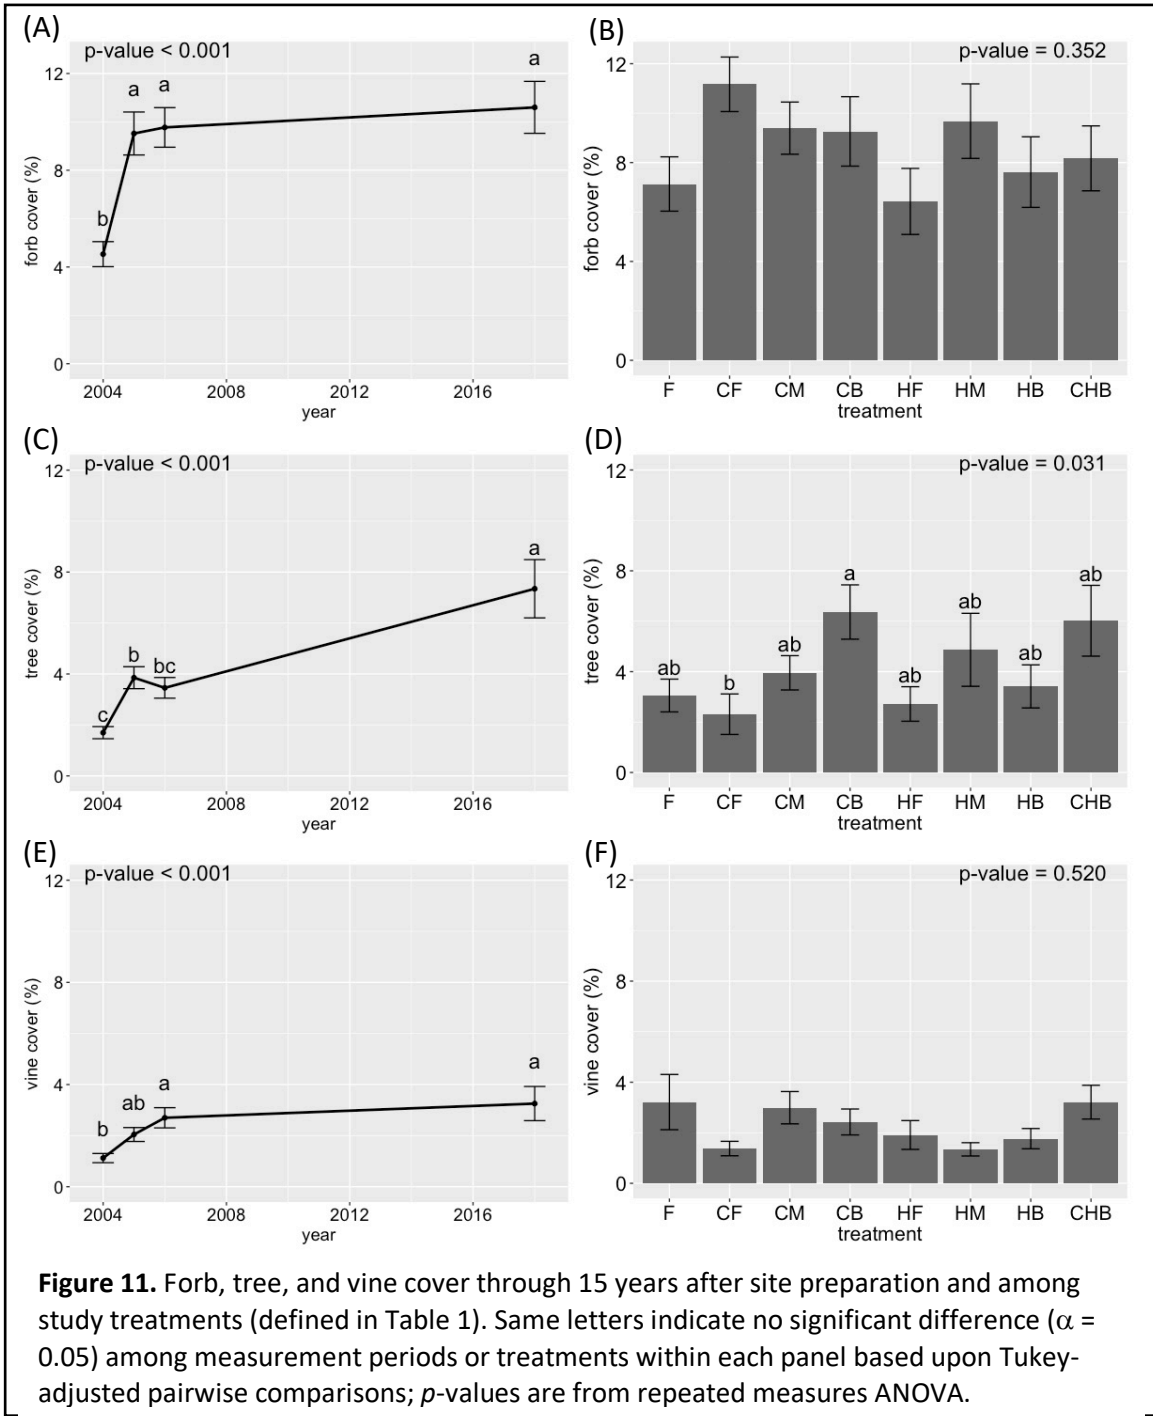 (A)
p-value < 0.001
12
8
4
0
forb cover (%)
b
a
a
a
2004
2008
2012
2016
year
(B)
p-value = 0.352
12
8
4
0
forb cover (%)
F CF CM CB HF HM HB CHB
treatment
(C)
p-value < 0.001
12
8
4
0
tree cover (%)
c
b
bc
a
2004
2008
2012
2016
year
(D)
p-value = 0.031
12
8
4
0
tree cover (%)
ab
b
ab
a
ab
ab
ab
ab
F CF CM CB HF HM HB CHB
treatment
(E)
p-value < 0.001
12
8
4
0
vine cover (%)
b
ab
a
a
2004
2008
2012
2016
year
(F)
p-value = 0.520
12
8
4
0
vine cover (%)
F CF CM CB HF HM HB CHB
treatment
Figure 11. Forb, tree, and vine cover through 15 years after site preparation and among
study treatments (defined in Table 1). Same letters indicate no significant difference (α =
0.05) among measurement periods or treatments within each panel based upon Tukey-
adjusted pairwise comparisons; p-values are from repeated measures ANOVA.